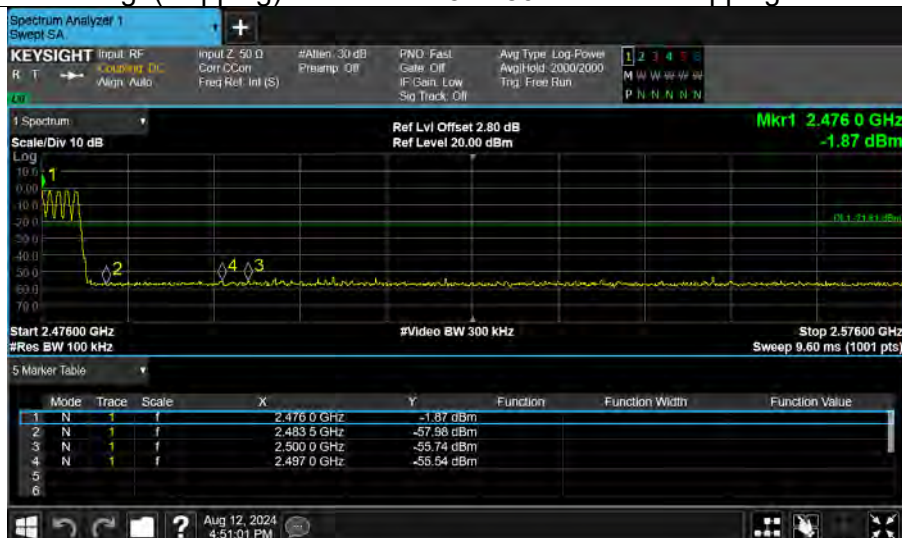 Spectrum Analyzer 1
Swept SA
+
KEYSIGHT Input: RF Input Z: 50 Ω #Atten: 30 dB PNO: Fast Avg Type: Log-Power 1 2 3 4 5 6
R T Coupling: DC Corr CCorr Preamp: Off Gate: Off Avg|Hold: 2000/2000 M W W W W W
Align: Auto Freq Ref: Int (S) IF Gain: Low Trig: Free Run
Sig Track: Off P N N N N N
1 Spectrum
Scale/Div 10 dB
Ref Lvl Offset 2.80 dB
Ref Level 20.00 dBm
Mkr1 2.476 0 GHz
-1.87 dBm
Log
10.0
0.00
-10.0
-20.0
-30.0
-40.0
-50.0
-60.0
-70.0
1
2
4
3
DL1 -21.81 dBm
Start 2.47600 GHz #Video BW 300 kHz Stop 2.57600 GHz
#Res BW 100 kHz Sweep 9.60 ms (1001 pts)
5 Marker Table
Mode Trace Scale X Y Function Function Width Function Value
1 N 1 f 2.476 0 GHz -1.87 dBm
2 N 1 f 2.483 5 GHz -57.98 dBm
3 N 1 f 2.500 0 GHz -55.74 dBm
4 N 1 f 2.497 0 GHz -55.54 dBm
5
6
? Aug 12, 2024
4:51:01 PM